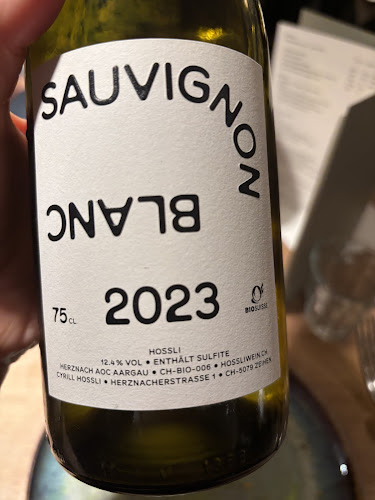 SAUVIGNON
BLANC
75 CL
2023
BIOSUISSE
HOSSLI
12.4% VOL • ENTHÄLT SULFITE
HERZNACH AOC AARGAU • CH-BIO-006 • HOSSLIWEIN.CH
CYRILL HOSSLI • HERZNACHERSTRASSE 1 • CH-5079 ZEIHEN